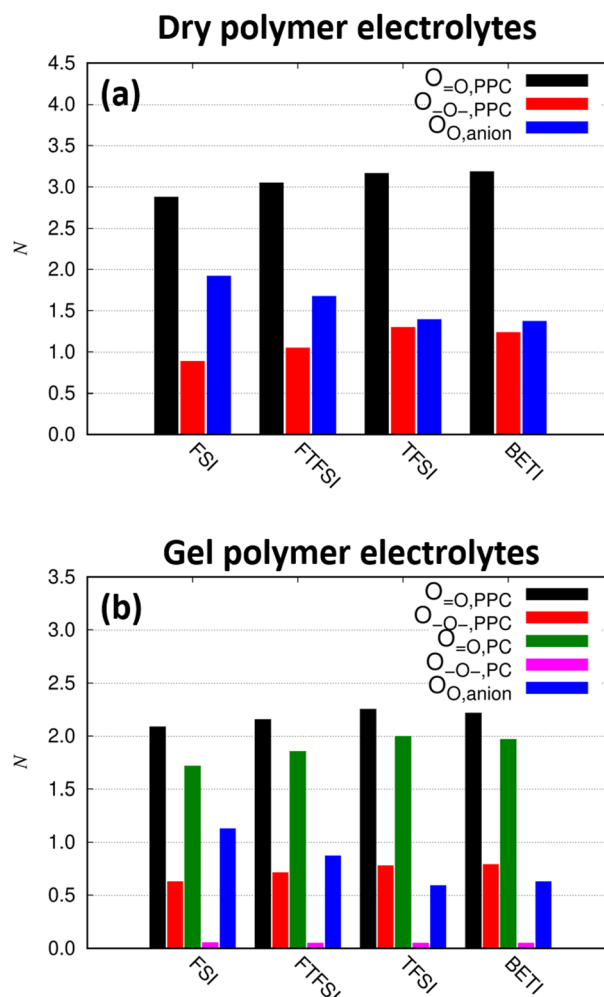 Dry polymer electrolytes
(a)
O=O,PPC
O−O−,PPC
OO,anion
4.5
4.0
3.5
3.0
2.5
2.0
1.5
1.0
0.5
0.0
N
FSI
FTFSI
TFSI
BETI
Gel polymer electrolytes
(b)
O=O,PPC
O−O−,PPC
O=O,PC
O−O−,PC
OO,anion
3.5
3.0
2.5
2.0
1.5
1.0
0.5
0.0
N
FSI
FTFSI
TFSI
BETI